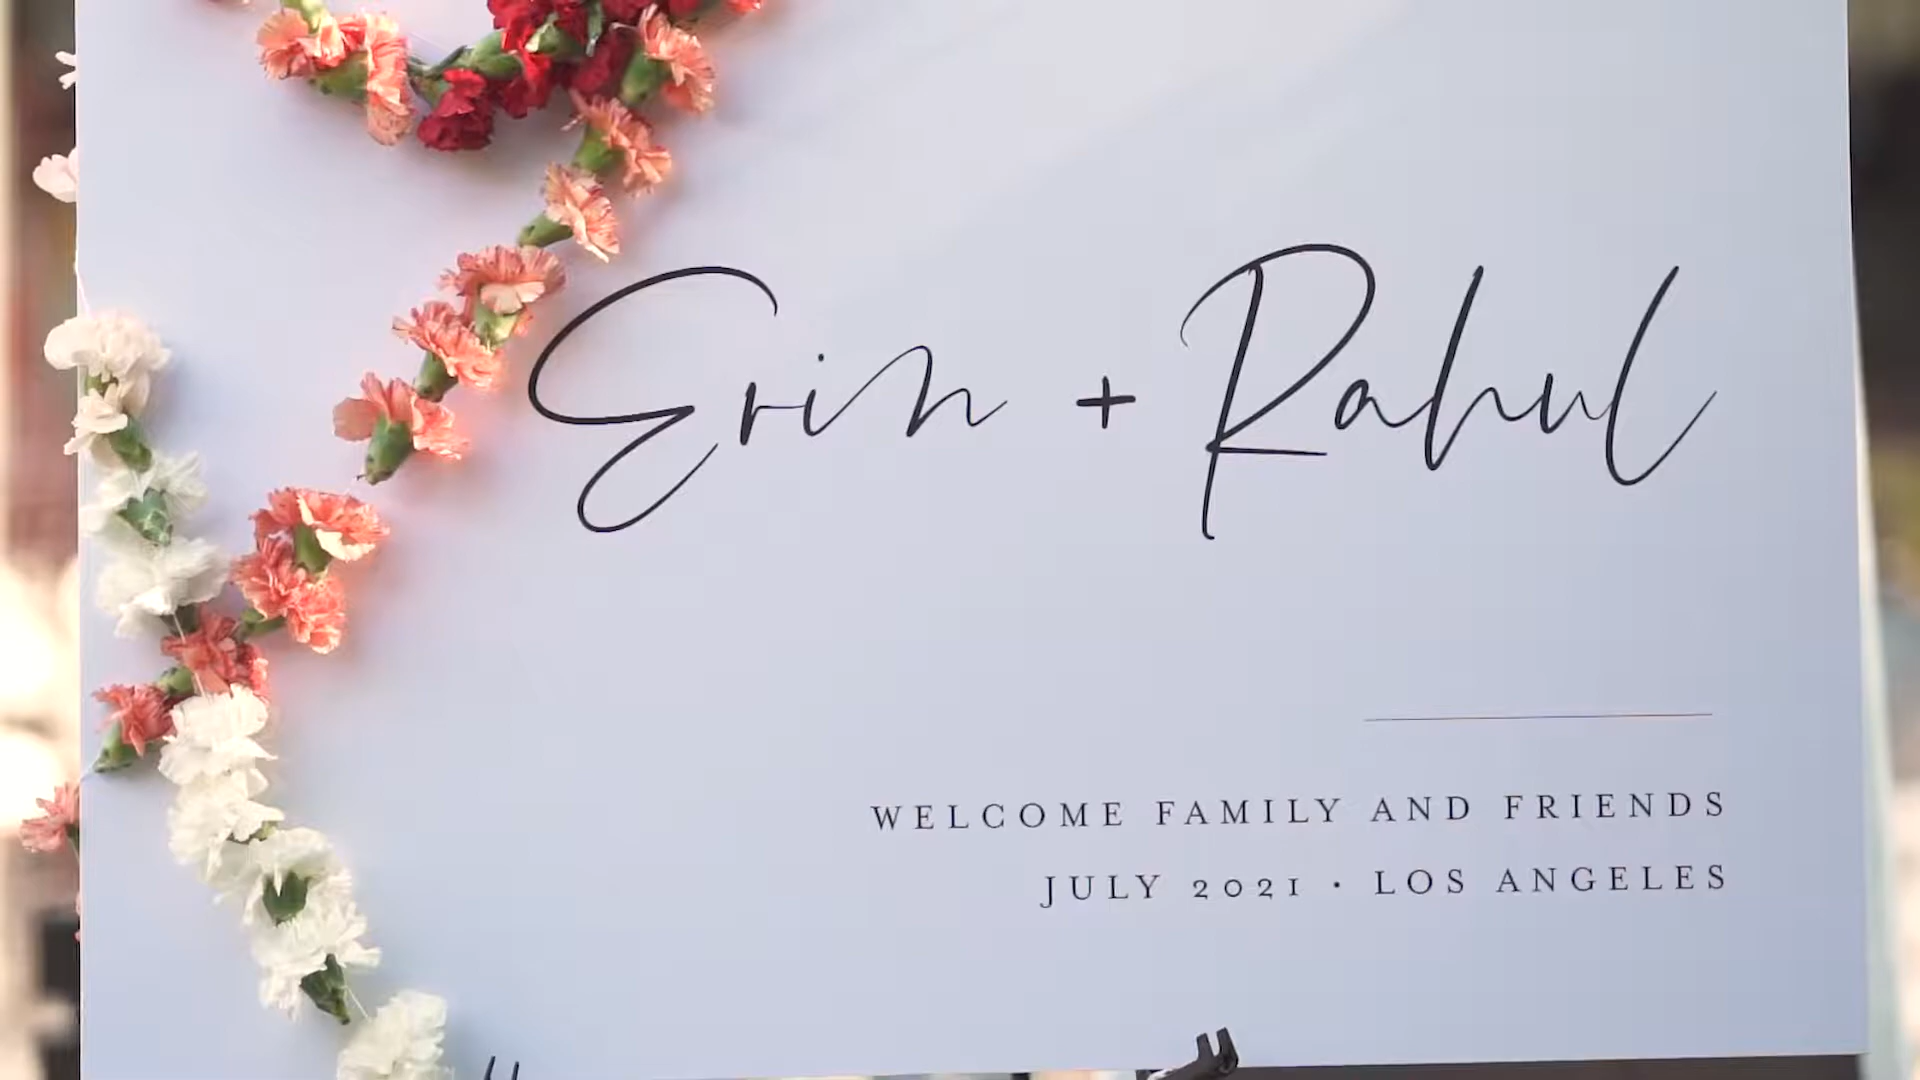 Erin + Rahul
WELCOME FAMILY AND FRIENDS
JULY 2021 · LOS ANGELES